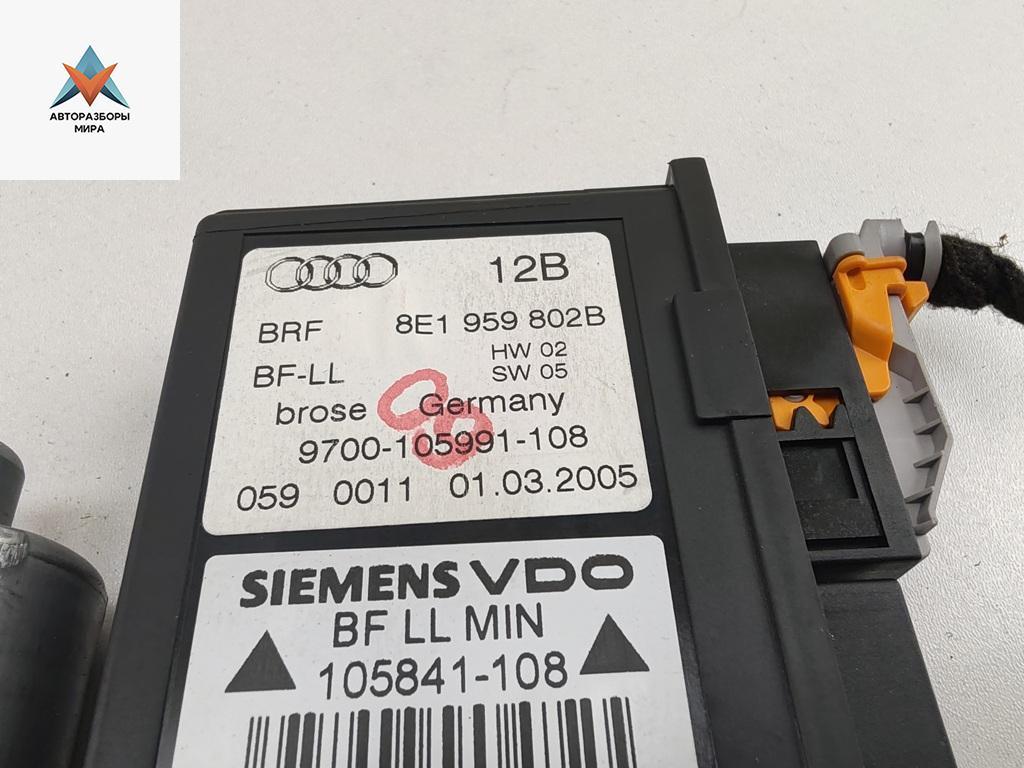 АВТОРАЗБОРЫ
МИРА
12B
BRF 8E1 959 802B
HW 02
BF-LL SW 05
brose Germany
9700-105991-108
059 0011 01.03.2005
SIEMENS VDO
BF LL MIN
105841-108